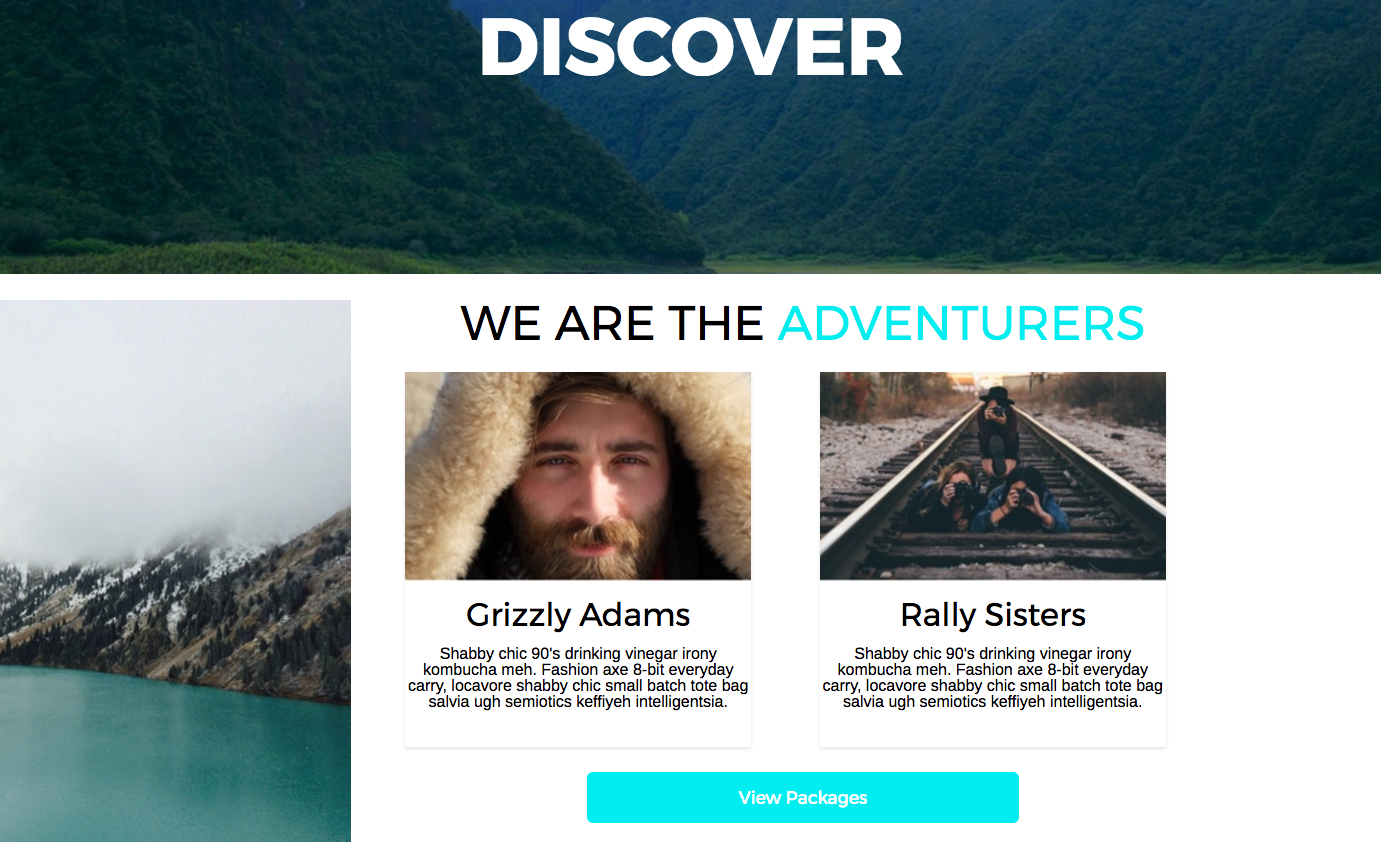 DISCOVER
WE ARE THE ADVENTURERS
Grizzly Adams
Shabby chic 90's drinking vinegar irony
kombucha meh. Fashion axe 8-bit everyday
carry, locavore shabby chic small batch tote bag
salvia ugh semiotics keffiyeh intelligentsia.
Rally Sisters
Shabby chic 90's drinking vinegar irony
kombucha meh. Fashion axe 8-bit everyday
carry, locavore shabby chic small batch tote bag
salvia ugh semiotics keffiyeh intelligentsia.
View Packages